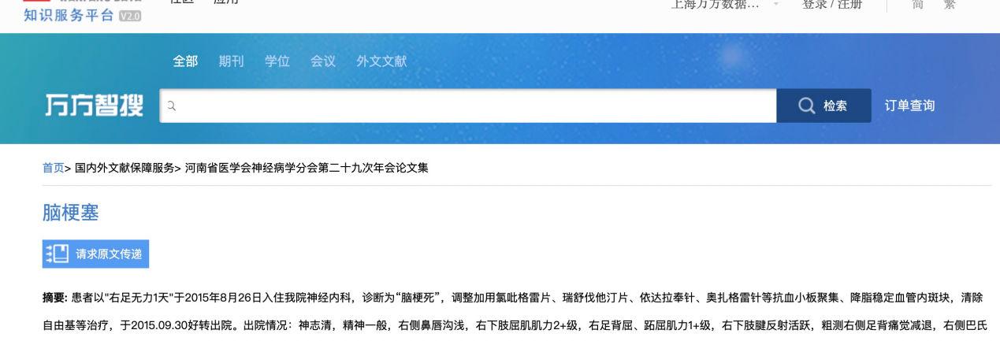 社区 应用
知识服务平台 V2.0
上海万方数据... 登录 / 注册 简 繁
全部 期刊 学位 会议 外文文献
万方智搜
检索 订单查询
首页> 国内外文献保障服务> 河南省医学会神经病学分会第二十九次年会论文集
脑梗塞
请求原文传递
摘要: 患者以"右足无力1天"于2015年8月26日入住我院神经内科，诊断为“脑梗死”，调整加用氯吡格雷片、瑞舒伐他汀片、依达拉奉针、奥扎格雷针等抗血小板聚集、降脂稳定血管内斑块，清除
自由基等治疗，于2015.09.30好转出院。出院情况：神志清，精神一般，右侧鼻唇沟浅，右下肢屈肌肌力2+级，右足背屈、跖屈肌力1+级，右下肢腱反射活跃，粗测右侧足背痛觉减退，右侧巴氏